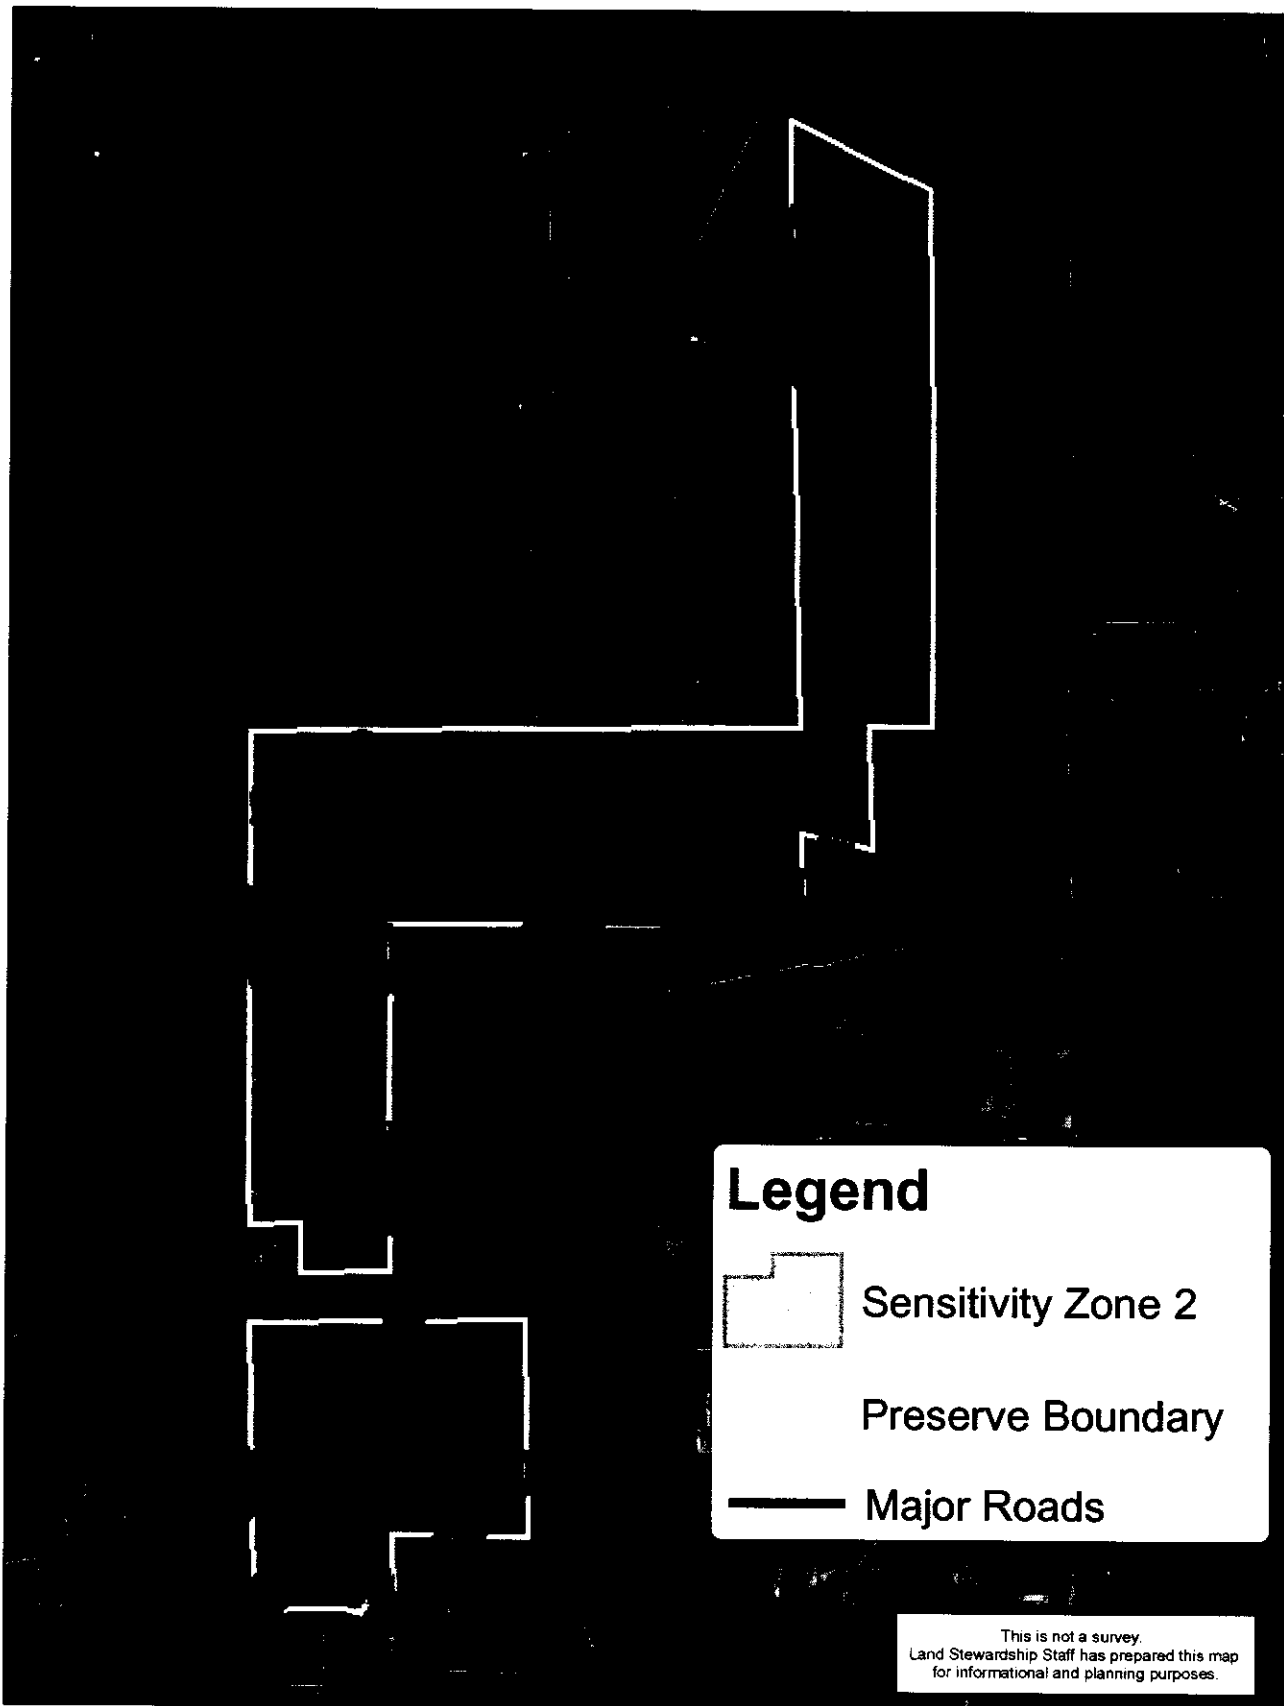 Legend
Sensitivity Zone 2
Preserve Boundary
Major Roads
This is not a survey.
Land Stewardship Staff has prepared this map
for informational and planning purposes.